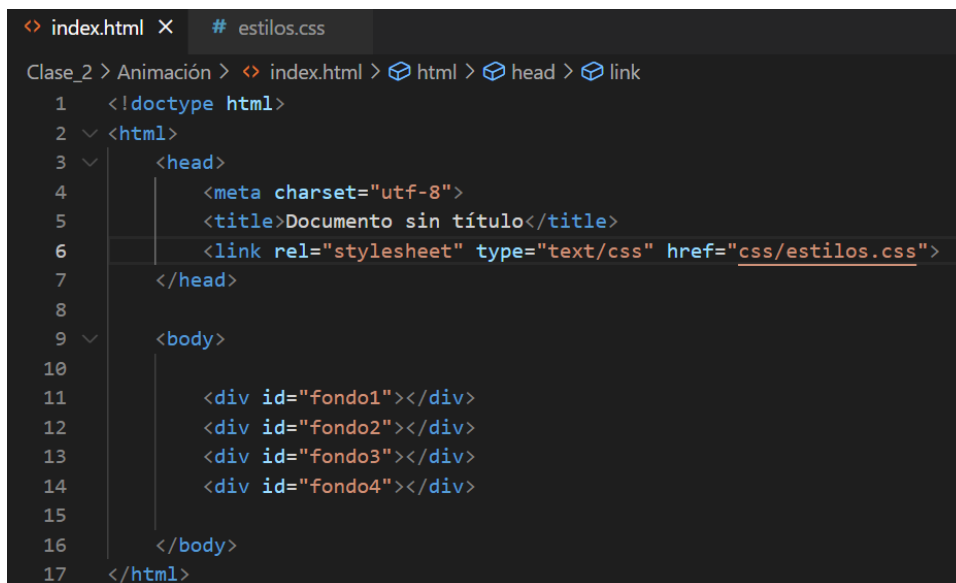 index.html
# estilos.css
Clase_2 > Animación > index.html > html > head > link
1 <!doctype html>
2 <html>
3 <head>
4 <meta charset="utf-8">
5 <title>Documento sin título</title>
6 <link rel="stylesheet" type="text/css" href="css/estilos.css">
7 </head>
8
9 <body>
10
11 <div id="fondo1"></div>
12 <div id="fondo2"></div>
13 <div id="fondo3"></div>
14 <div id="fondo4"></div>
15
16 </body>
17 </html>